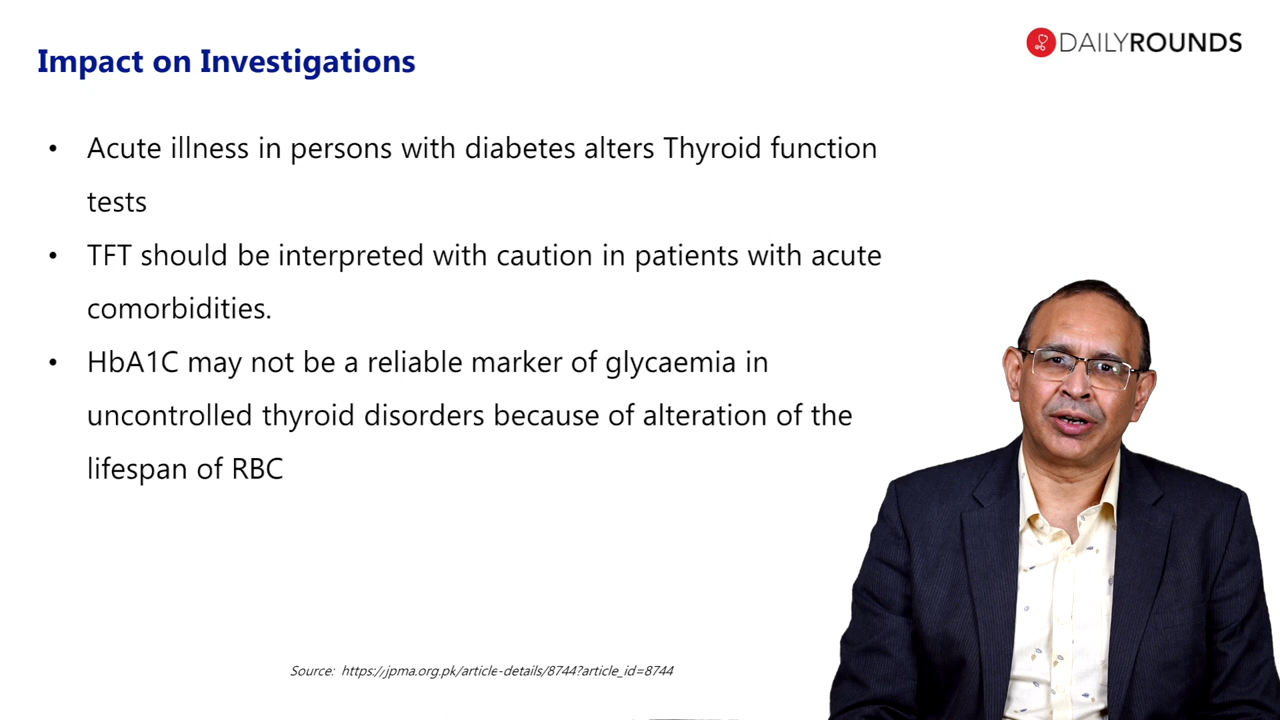 Impact on Investigations
DAILYROUNDS
• Acute illness in persons with diabetes alters Thyroid function
tests
• TFT should be interpreted with caution in patients with acute
comorbidities.
• HbA1C may not be a reliable marker of glycaemia in
uncontrolled thyroid disorders because of alteration of the
lifespan of RBC
Source: https://jpma.org.pk/article-details/8744?article_id=8744